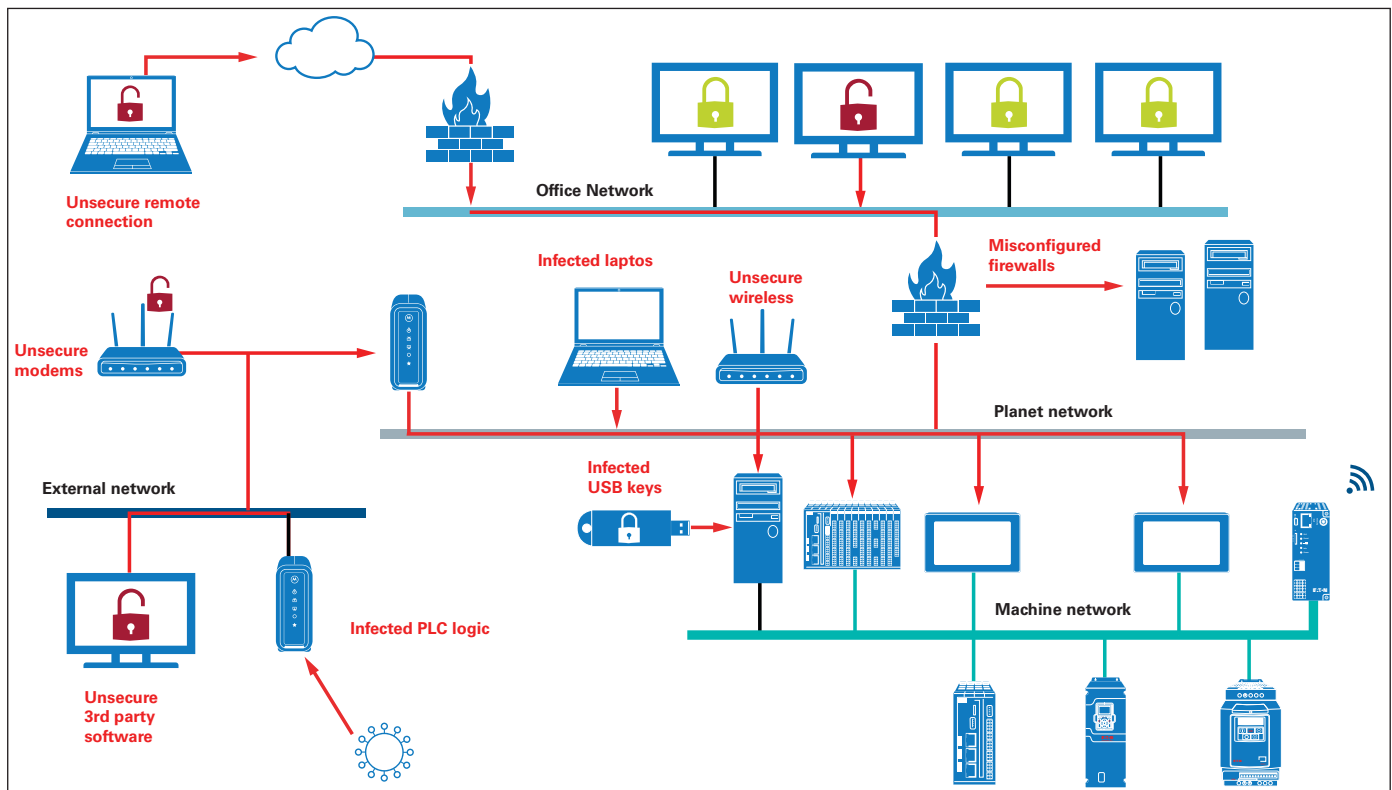 Office Network
Unsecure remote
connection
Infected laptos
Unsecure
wireless
Misconfigured
firewalls
Unsecure
modems
Planet network
External network
Infected
USB keys
Machine network
Infected PLC logic
Unsecure
3rd party
software